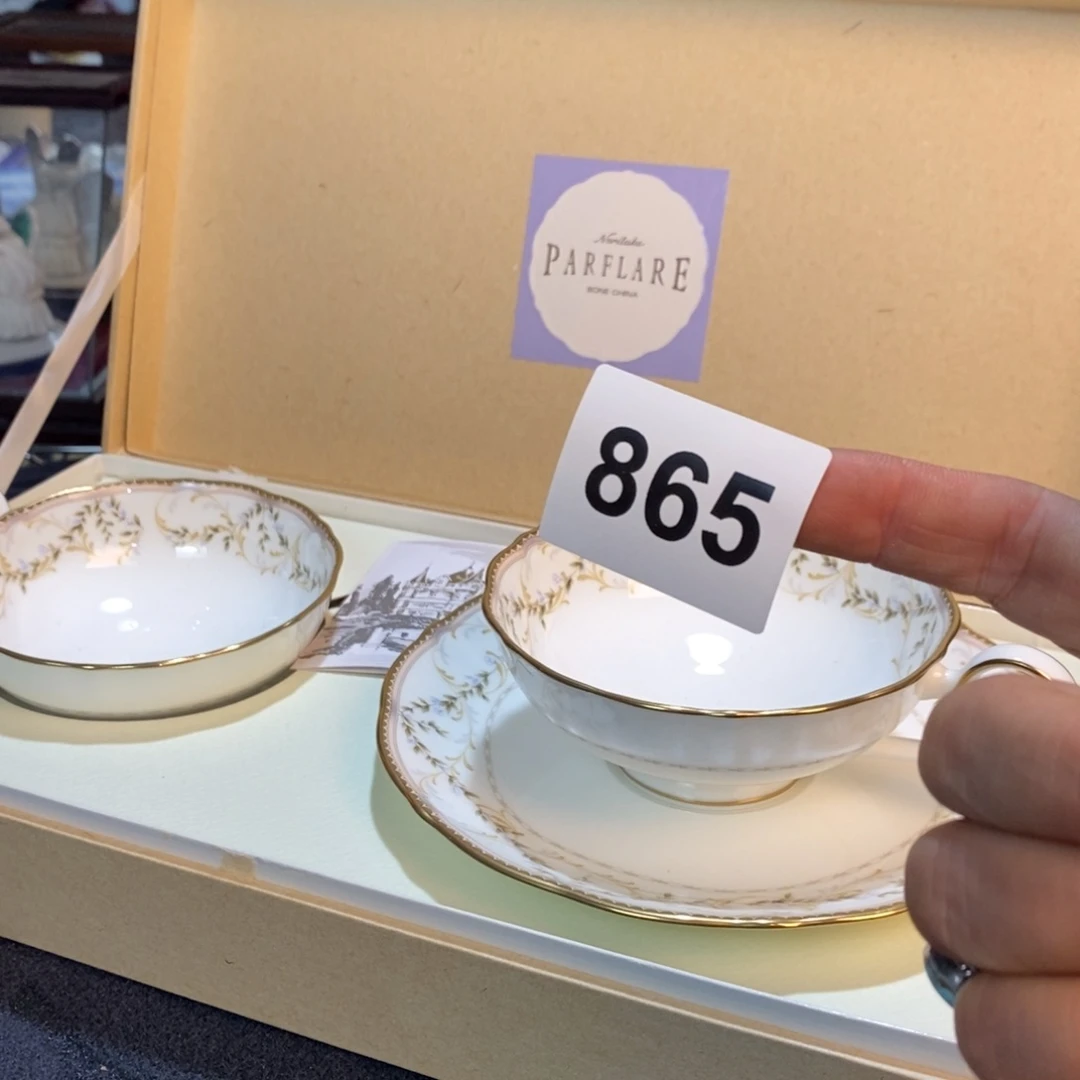 Noritake
PARFLARE
BONE CHINA
865